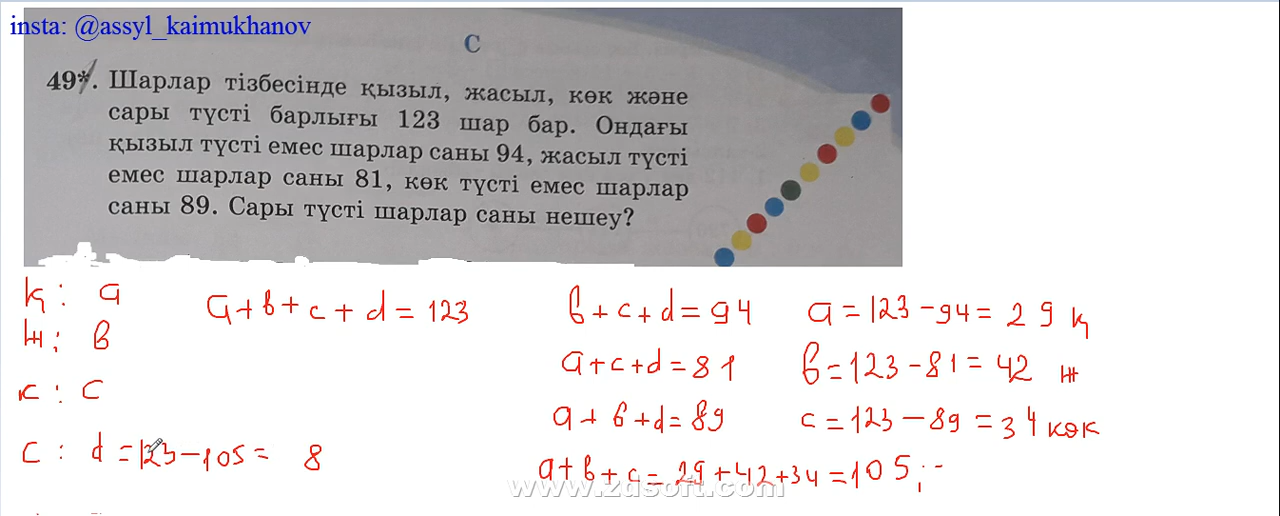 insta: @assyl_kaimukhanov
С
49*. Шарлар тізбесінде қызыл, жасыл, көк және
сары түсті барлығы 123 шар бар. Ондағы
қызыл түсті емес шарлар саны 94, жасыл түсті
емес шарлар саны 81, көк түсті емес шарлар
саны 89. Сары түсті шарлар саны нешеу?
қ: a
ж: b
к: c
с: d = 123 - 105 = 8
a + b + c + d = 123
b + c + d = 94
a + c + d = 81
a + b + d = 89
a + b + c = 29 + 42 + 34 = 105 ; -
a = 123 - 94 = 29 қ
b = 123 - 81 = 42 ж
c = 123 - 89 = 34 көк
www.zdsoft.com